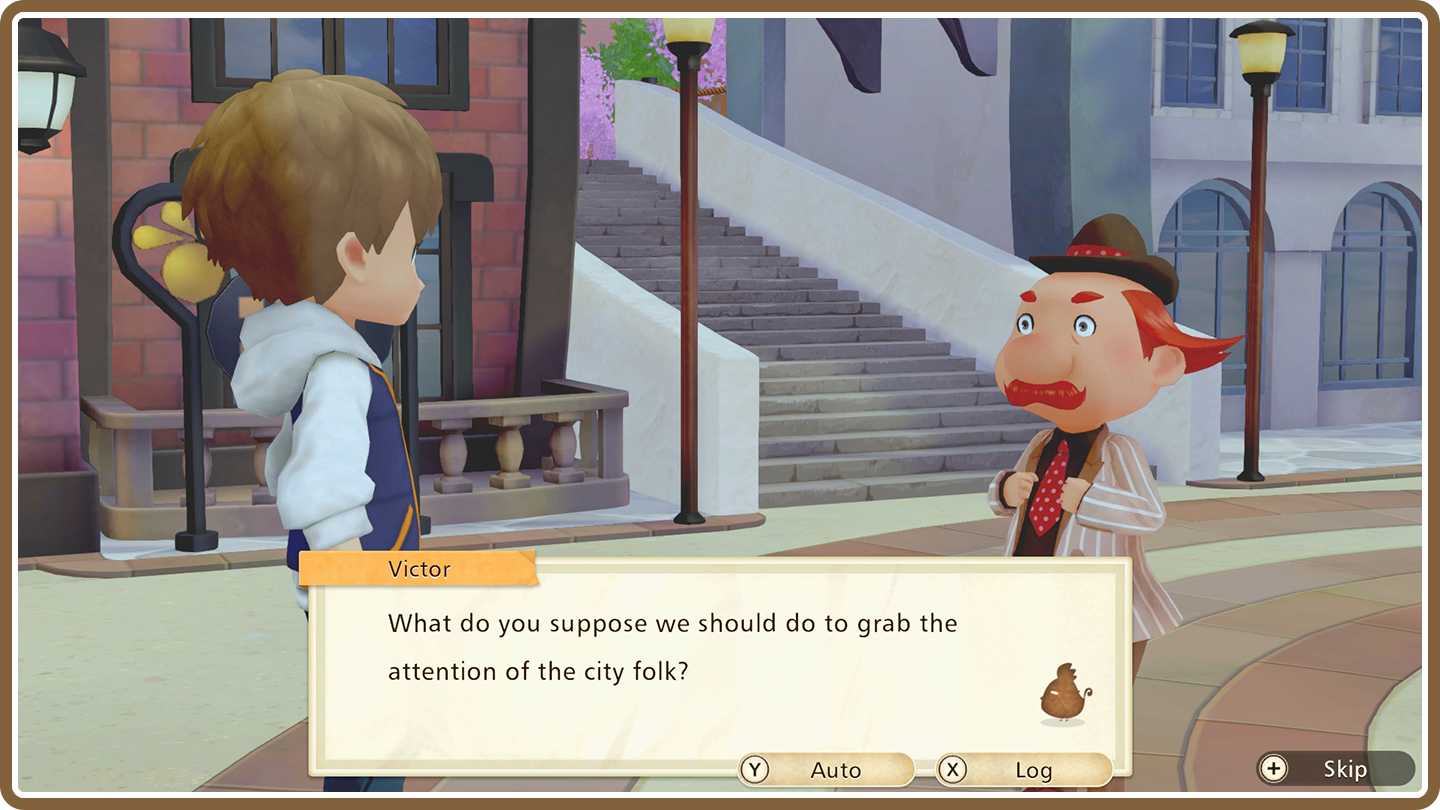 Victor
What do you suppose we should do to grab the
attention of the city folk?
Y Auto
X Log
+ Skip